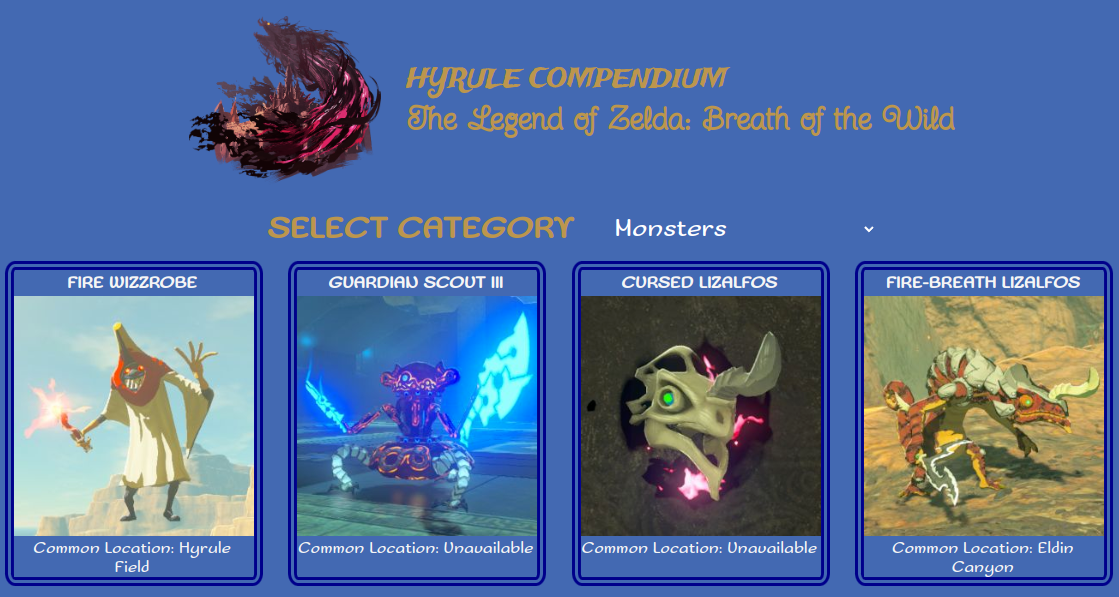 HYRULE COMPENDIUM
The Legend of Zelda: Breath of the Wild
SELECT CATEGORY Monsters
FIRE WIZZROBE
Common Location: Hyrule
Field
GUARDIAN SCOUT III
Common Location: Unavailable
CURSED LIZALFOS
Common Location: Unavailable
FIRE-BREATH LIZALFOS
Common Location: Eldin
Canyon